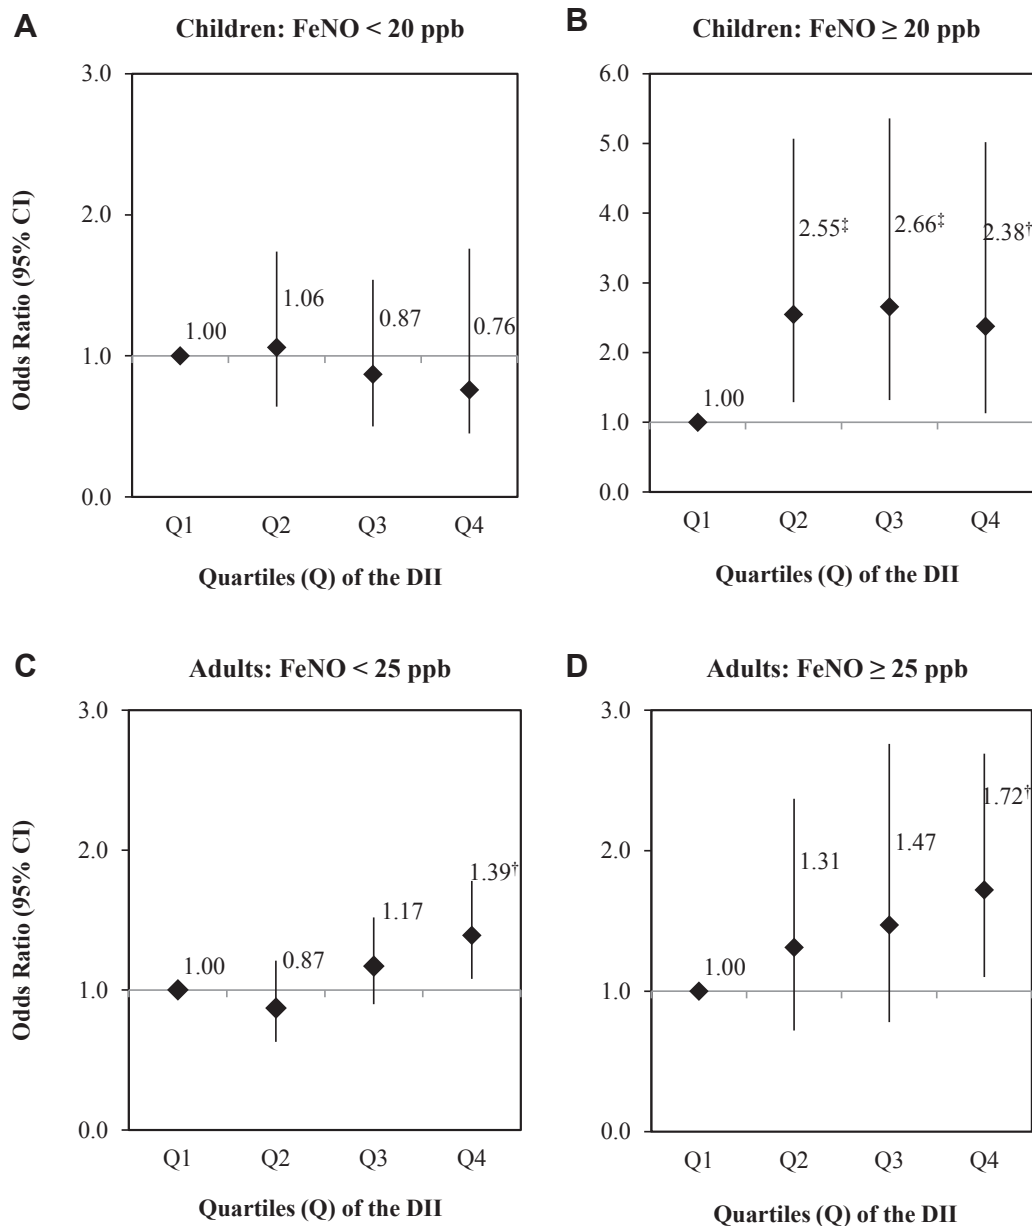 A
Children: FeNO < 20 ppb
Odds Ratio (95% CI)
3.0
2.0
1.0
0.0
1.00
1.06
0.87
0.76
Q1 Q2 Q3 Q4
Quartiles (Q) of the DII
B
Children: FeNO ≥ 20 ppb
6.0
5.0
4.0
3.0
2.0
1.0
0.0
1.00
2.55‡
2.66‡
2.38†
Q1 Q2 Q3 Q4
Quartiles (Q) of the DII
C
Adults: FeNO < 25 ppb
Odds Ratio (95% CI)
3.0
2.0
1.0
0.0
1.00
0.87
1.17
1.39†
Q1 Q2 Q3 Q4
Quartiles (Q) of the DII
D
Adults: FeNO ≥ 25 ppb
3.0
2.0
1.0
0.0
1.00
1.31
1.47
1.72†
Q1 Q2 Q3 Q4
Quartiles (Q) of the DII